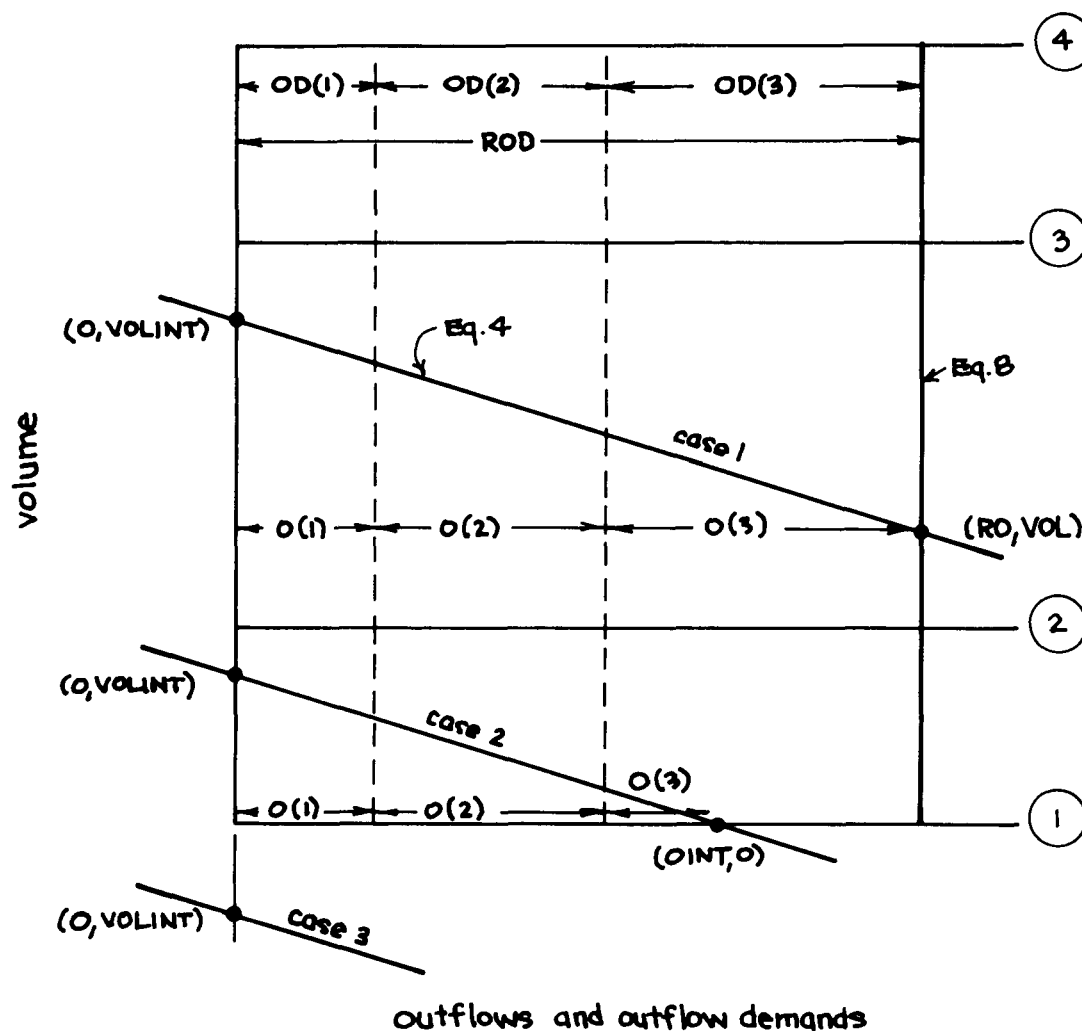 4
OD(1) OD(2) OD(3)
ROD
3
(0,VOLINT)
Eq.4
Eq.8
case 1
volume
O(1) O(2) O(3)
(RO,VOL)
2
(0,VOLINT)
case 2
O(3)
O(1) O(2)
1
(OINT,0)
(0,VOLINT)
case 3
outflows and outflow demands